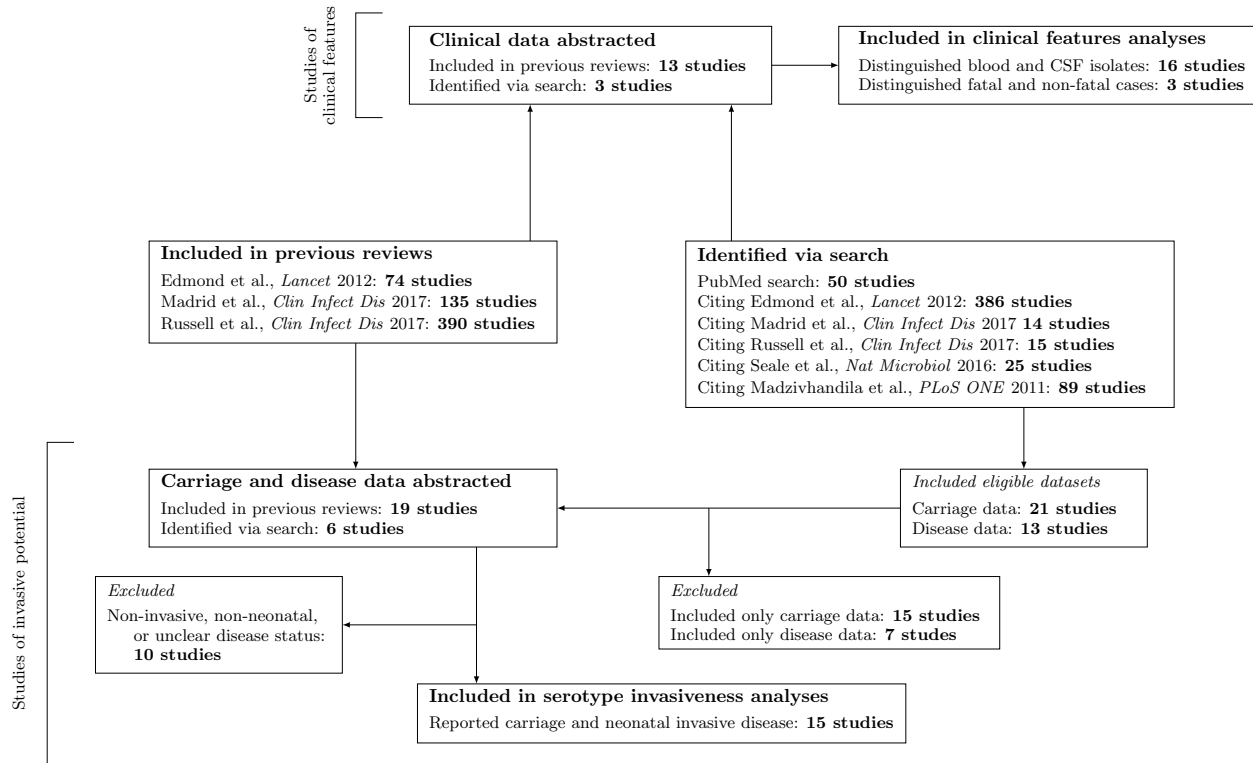 Studies of
clinical features
Clinical data abstracted
Included in previous reviews: 13 studies
Identified via search: 3 studies
Included in clinical features analyses
Distinguished blood and CSF isolates: 16 studies
Distinguished fatal and non-fatal cases: 3 studies
Included in previous reviews
Edmond et al., Lancet 2012: 74 studies
Madrid et al., Clin Infect Dis 2017: 135 studies
Russell et al., Clin Infect Dis 2017: 390 studies
Identified via search
PubMed search: 50 studies
Citing Edmond et al., Lancet 2012: 386 studies
Citing Madrid et al., Clin Infect Dis 2017 14 studies
Citing Russell et al., Clin Infect Dis 2017: 15 studies
Citing Seale et al., Nat Microbiol 2016: 25 studies
Citing Madzivhandila et al., PLoS ONE 2011: 89 studies
Studies of invasive potential
Carriage and disease data abstracted
Included in previous reviews: 19 studies
Identified via search: 6 studies
Included eligible datasets
Carriage data: 21 studies
Disease data: 13 studies
Excluded
Non-invasive, non-neonatal,
or unclear disease status:
10 studies
Excluded
Included only carriage data: 15 studies
Included only disease data: 7 studes
Included in serotype invasiveness analyses
Reported carriage and neonatal invasive disease: 15 studies